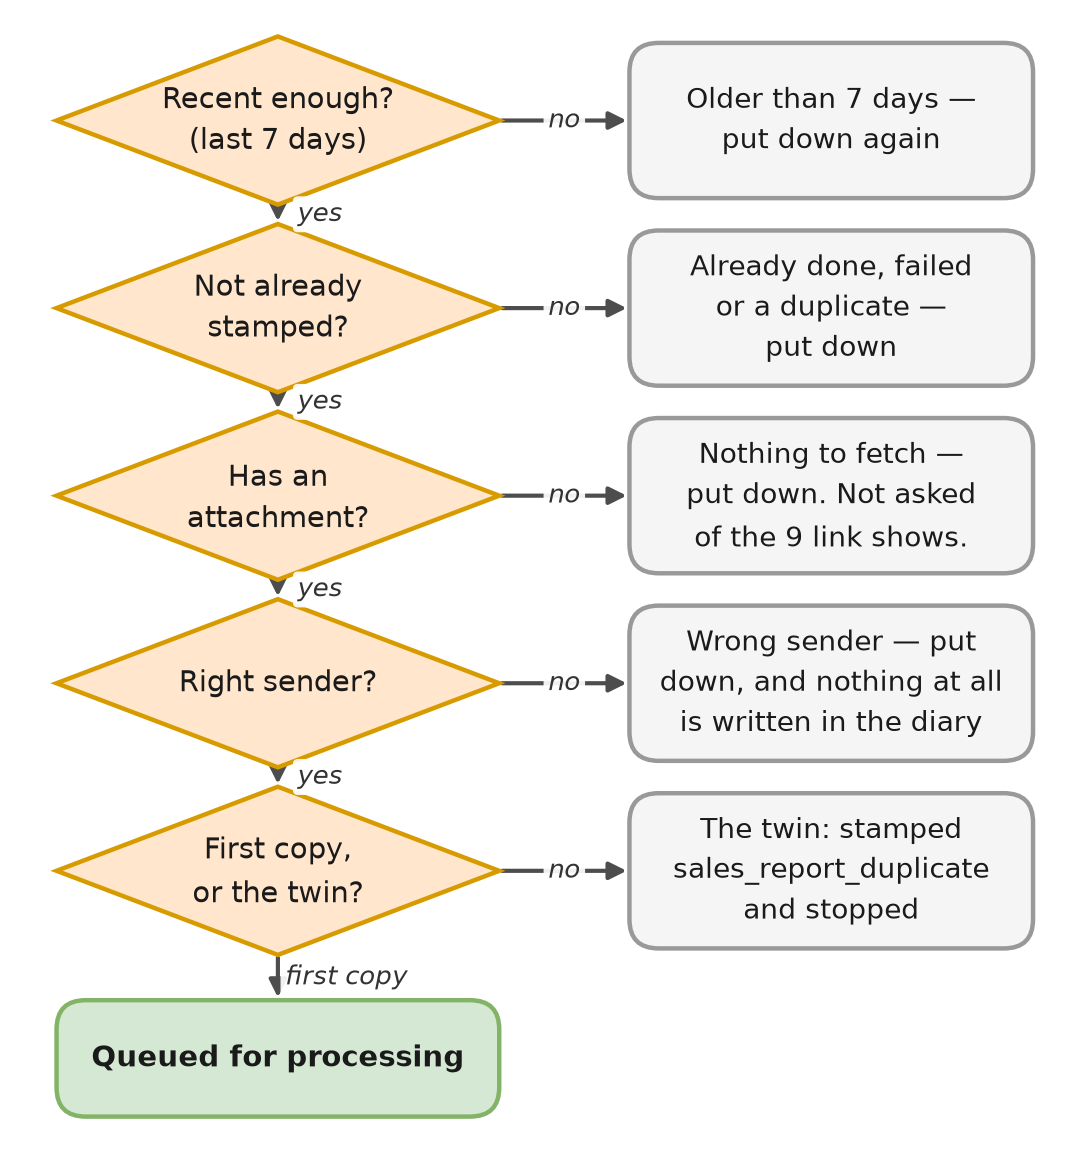 Recent enough?
(last 7 days)
no
Older than 7 days —
put down again
yes
Not already
stamped?
no
Already done, failed
or a duplicate —
put down
yes
Has an
attachment?
no
Nothing to fetch —
put down. Not asked
of the 9 link shows.
yes
Right sender?
no
Wrong sender — put
down, and nothing at all
is written in the diary
yes
First copy,
or the twin?
no
The twin: stamped
sales_report_duplicate
and stopped
first copy
Queued for processing